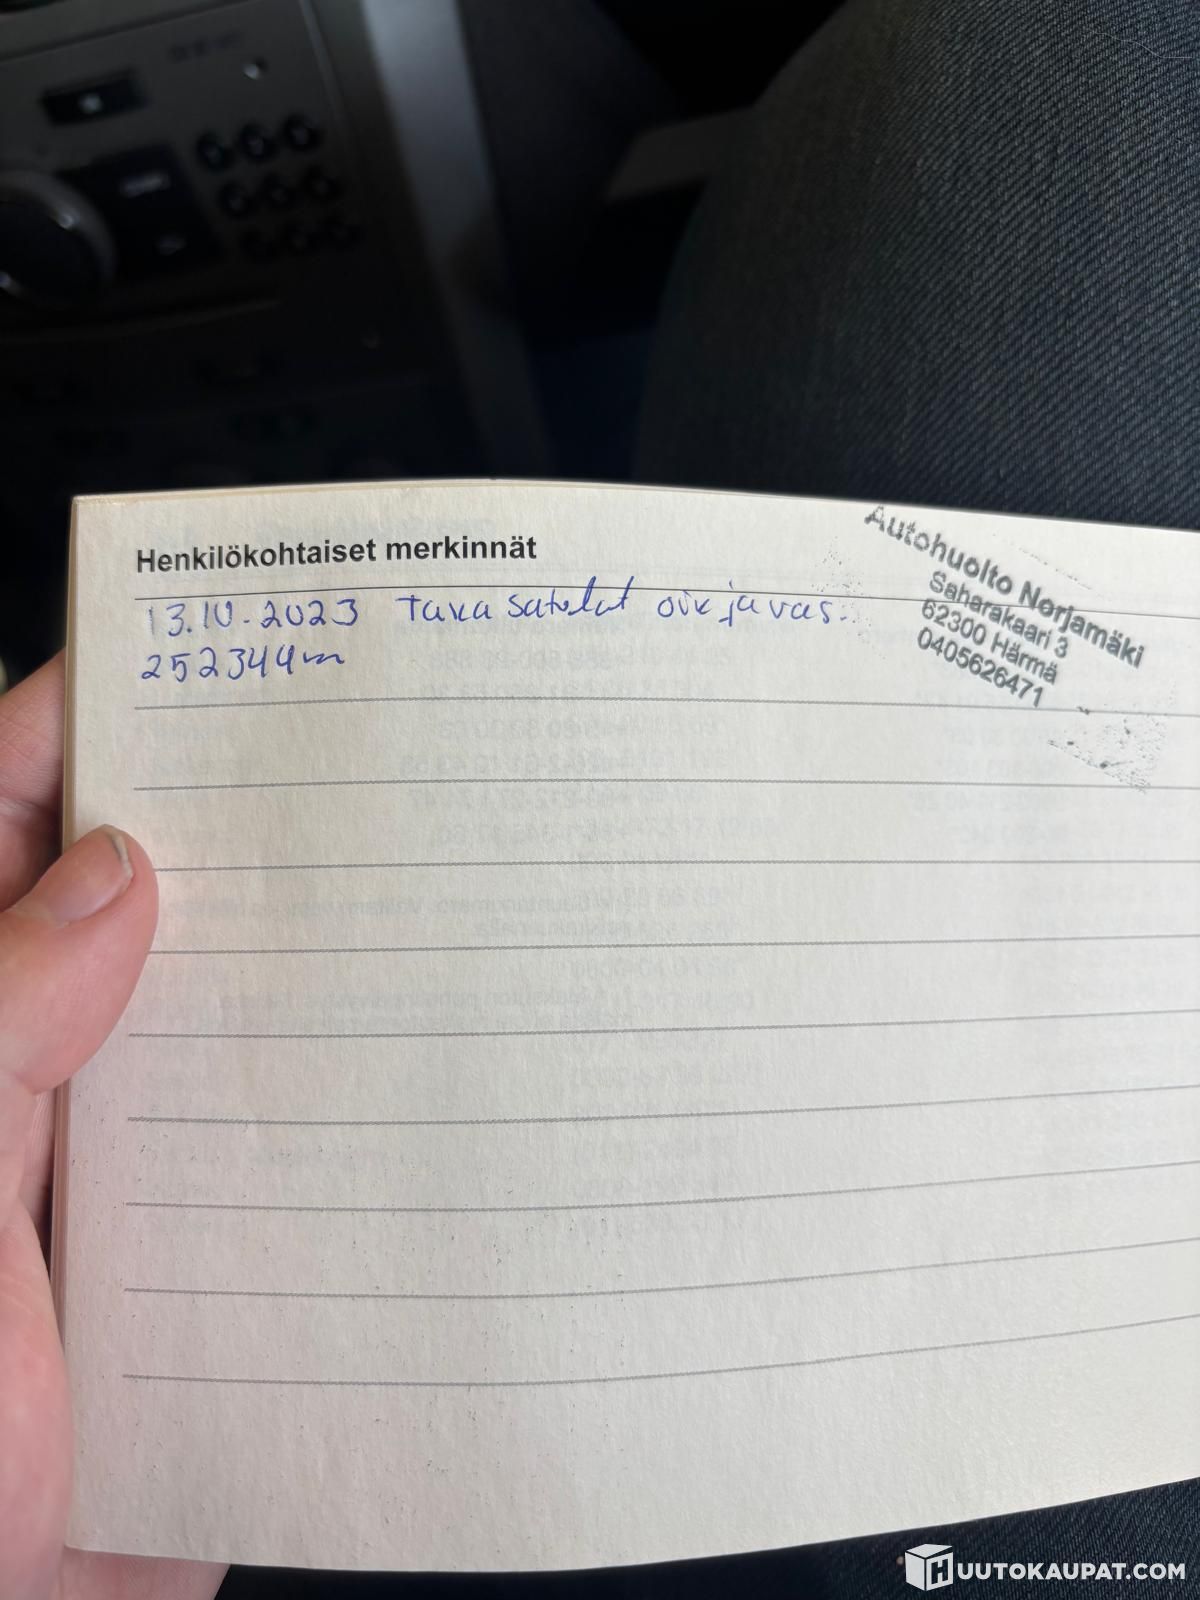 Henkilökohtaiset merkinnät
13.10.2023 Taka satulat oik ja vas.
252344km
Autohuolto Norjamäki
Saharakaari 3
62300 Härmä
0405626471
HUUTOKAUPAT.COM